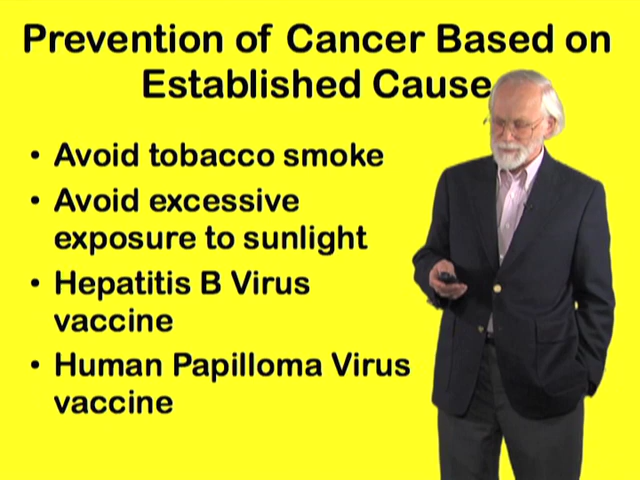 Prevention of Cancer Based on
Established Cause
• Avoid tobacco smoke
• Avoid excessive
exposure to sunlight
• Hepatitis B Virus
vaccine
• Human Papilloma Virus
vaccine